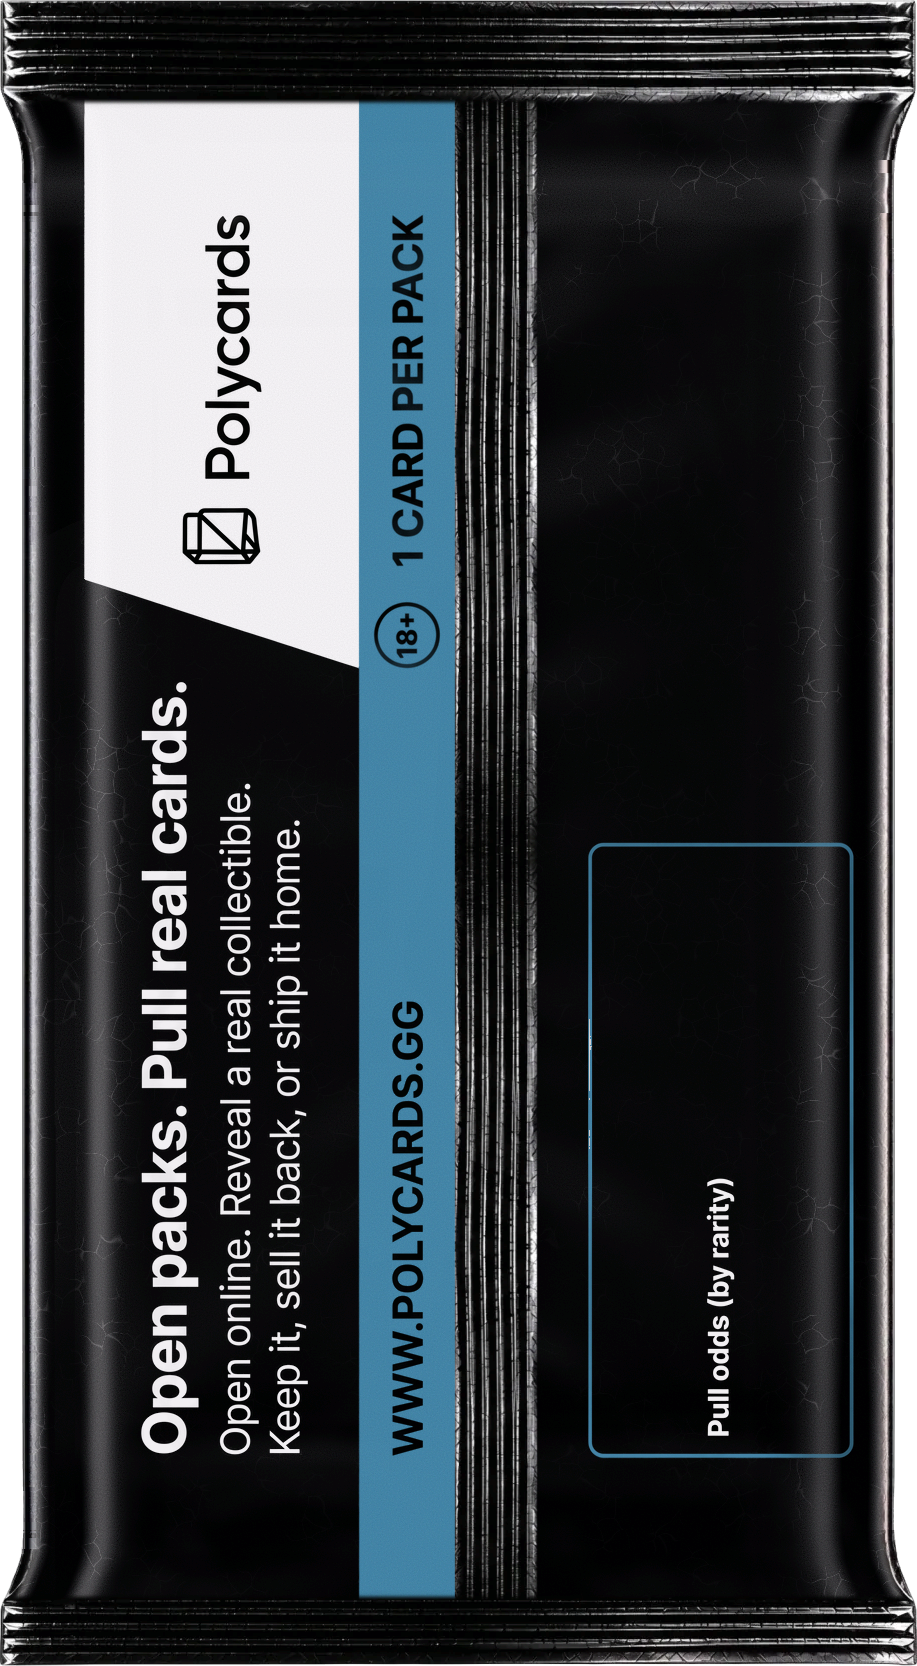 Polycards
Open packs. Pull real cards.
Open online. Reveal a real collectible.
Keep it, sell it back, or ship it home.
WWW.POLYCARDS.GG
18+
1 CARD PER PACK
Pull odds (by rarity)